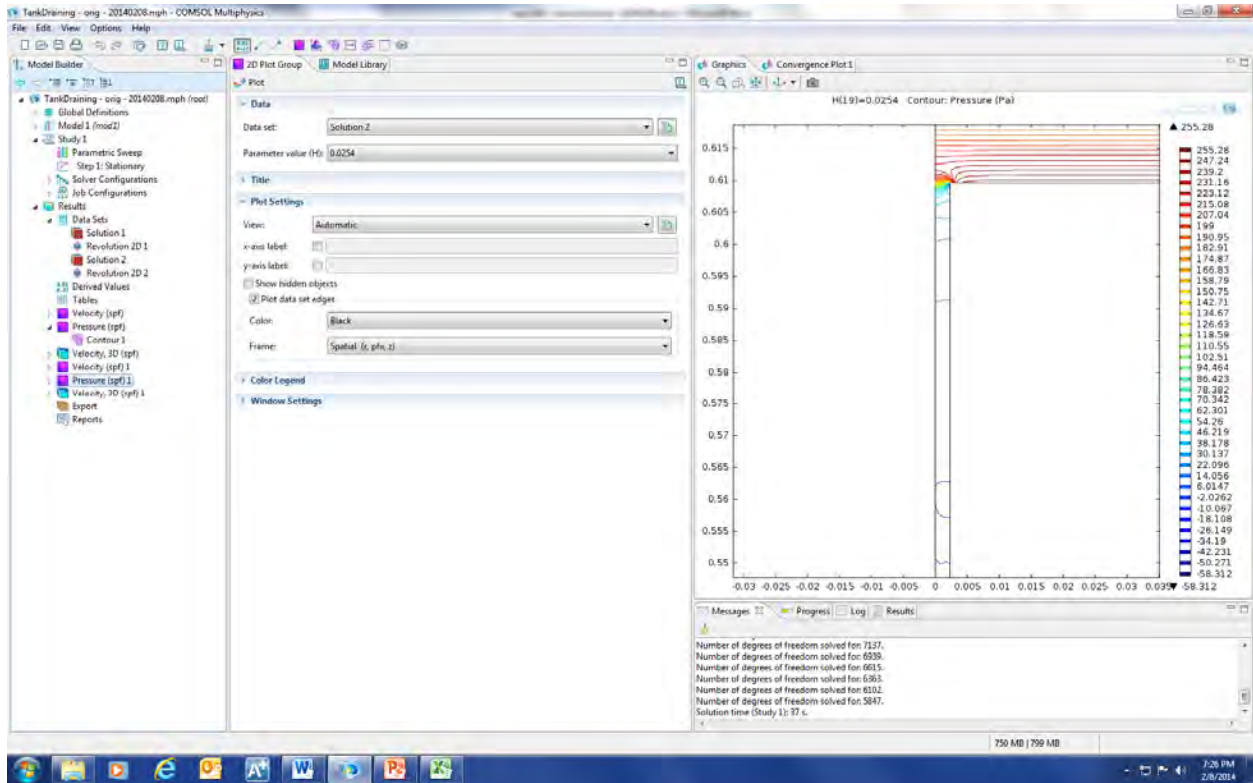 TankDraining - orig - 20140208.mph - COMSOL Multiphysics
File Edit View Options Help
Model Builder
TankDraining - orig - 20140208.mph (root)
Global Definitions
Model 1 (mod1)
Study 1
Parametric Sweep
Step 1: Stationary
Solver Configurations
Job Configurations
Results
Data Sets
Solution 1
Revolution 2D 1
Solution 2
Revolution 2D 2
Derived Values
Tables
Velocity (spf)
Pressure (spf)
Contour 1
Velocity, 3D (spf)
Velocity (spf) 1
Pressure (spf) 1
Velocity, 3D (spf) 1
Export
Reports
2D Plot Group Model Library
Plot
Data
Data set: Solution 2
Parameter value (H): 0.0254
Title
Plot Settings
View: Automatic
x-axis label:
y-axis label:
Show hidden objects
Plot data set edges
Color: Black
Frame: Spatial (r, phi, z)
Color Legend
Window Settings
Graphics Convergence Plot 1
H(19)=0.0254 Contour: Pressure (Pa)
0.615
0.61
0.605
0.6
0.595
0.59
0.585
0.58
0.575
0.57
0.565
0.56
0.555
0.55
-0.03 -0.025 -0.02 -0.015 -0.01 -0.005 0 0.005 0.01 0.015 0.02 0.025 0.03 0.035
▲ 255.28
255.28
247.24
239.2
231.16
223.12
215.08
207.04
199
190.95
182.91
174.87
166.83
158.79
150.75
142.71
134.67
126.63
118.59
110.55
102.51
94.464
86.423
78.382
70.342
62.301
54.26
46.219
38.178
30.137
22.096
14.056
6.0147
-2.0262
-10.067
-18.108
-26.149
-34.19
-42.231
-50.271
-58.312
▼ -58.312
Messages Progress Log Results
Number of degrees of freedom solved for: 7137.
Number of degrees of freedom solved for: 6939.
Number of degrees of freedom solved for: 6615.
Number of degrees of freedom solved for: 6363.
Number of degrees of freedom solved for: 6102.
Number of degrees of freedom solved for: 5847.
Solution time (Study 1): 37 s.
750 MB | 799 MB
7:26 PM
2/8/2014